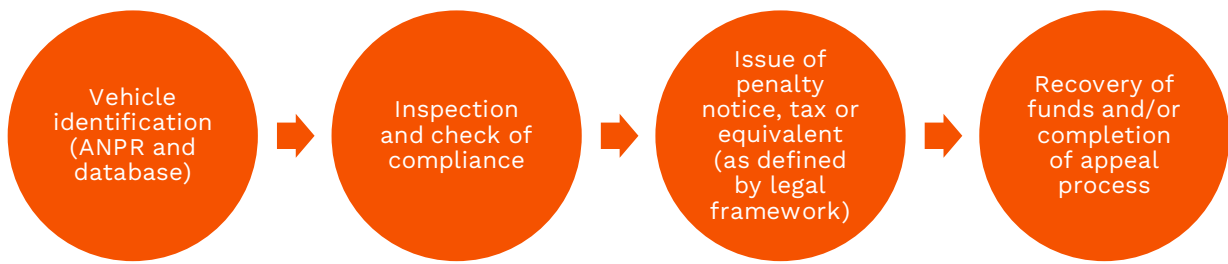 Vehicle
identification
(ANPR and
database)
Inspection
and check of
compliance
Issue of
penalty
notice, tax or
equivalent
(as defined
by legal
framework)
Recovery of
funds and/or
completion
of appeal
process